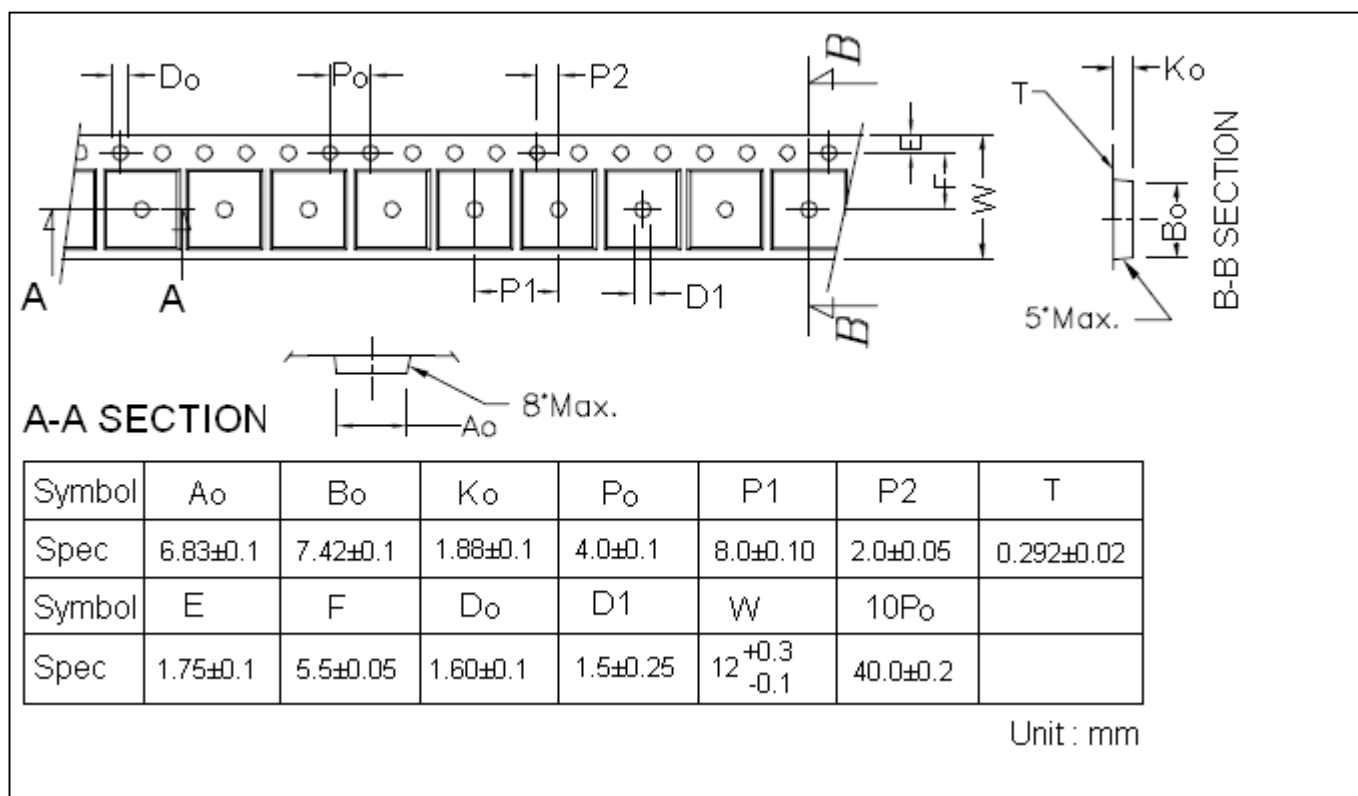 Do
Po
P2
B
Ko
T
E
F
W
Bo
B-B SECTION
A
A
P1
D1
B
5°Max.
8°Max.
A-A SECTION
Ao
Symbol Ao Bo Ko Po P1 P2 T
Spec 6.83±0.1 7.42±0.1 1.88±0.1 4.0±0.1 8.0±0.10 2.0±0.05 0.292±0.02
Symbol E F Do D1 W 10Po
Spec 1.75±0.1 5.5±0.05 1.60±0.1 1.5±0.25 12 +0.3 -0.1 40.0±0.2
Unit : mm